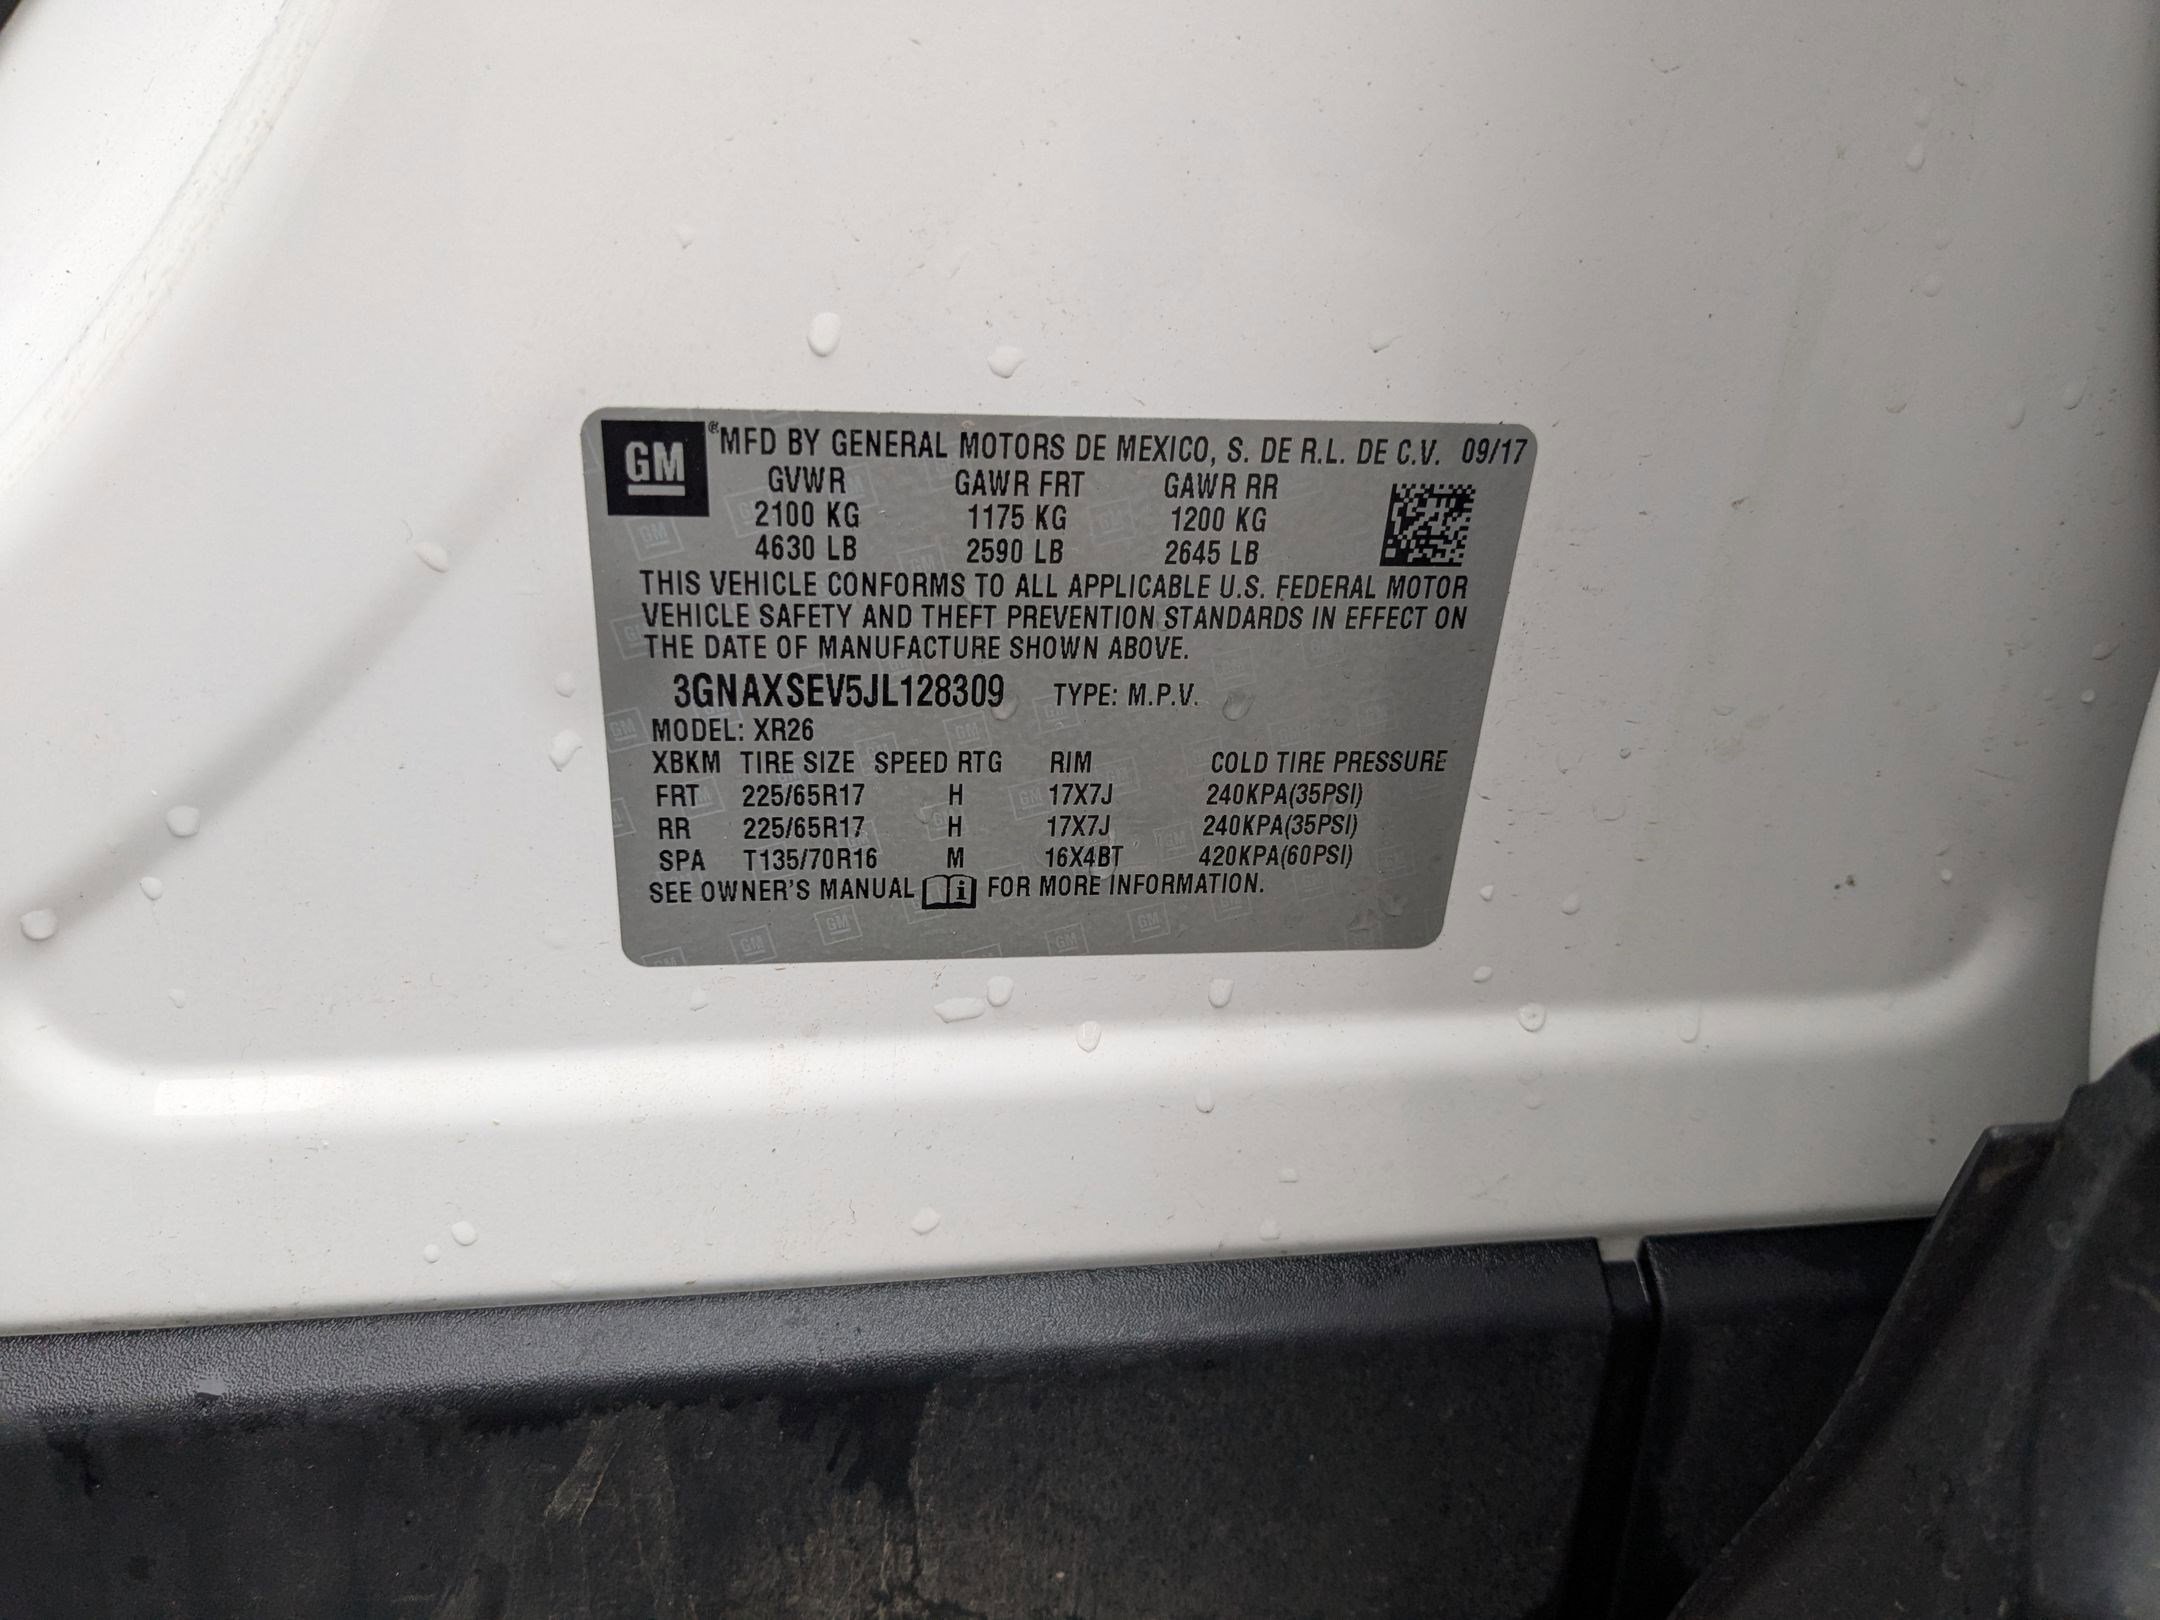 GM
®MFD BY GENERAL MOTORS DE MEXICO, S. DE R.L. DE C.V. 09/17
GVWR GAWR FRT GAWR RR
2100 KG 1175 KG 1200 KG
4630 LB 2590 LB 2645 LB
THIS VEHICLE CONFORMS TO ALL APPLICABLE U.S. FEDERAL MOTOR
VEHICLE SAFETY AND THEFT PREVENTION STANDARDS IN EFFECT ON
THE DATE OF MANUFACTURE SHOWN ABOVE.
3GNAXSEV5JL128309 TYPE: M.P.V.
MODEL: XR26
XBKM TIRE SIZE SPEED RTG RIM COLD TIRE PRESSURE
FRT 225/65R17 H 17X7J 240KPA(35PSI)
RR 225/65R17 H 17X7J 240KPA(35PSI)
SPA T135/70R16 M 16X4BT 420KPA(60PSI)
SEE OWNER'S MANUAL i FOR MORE INFORMATION.